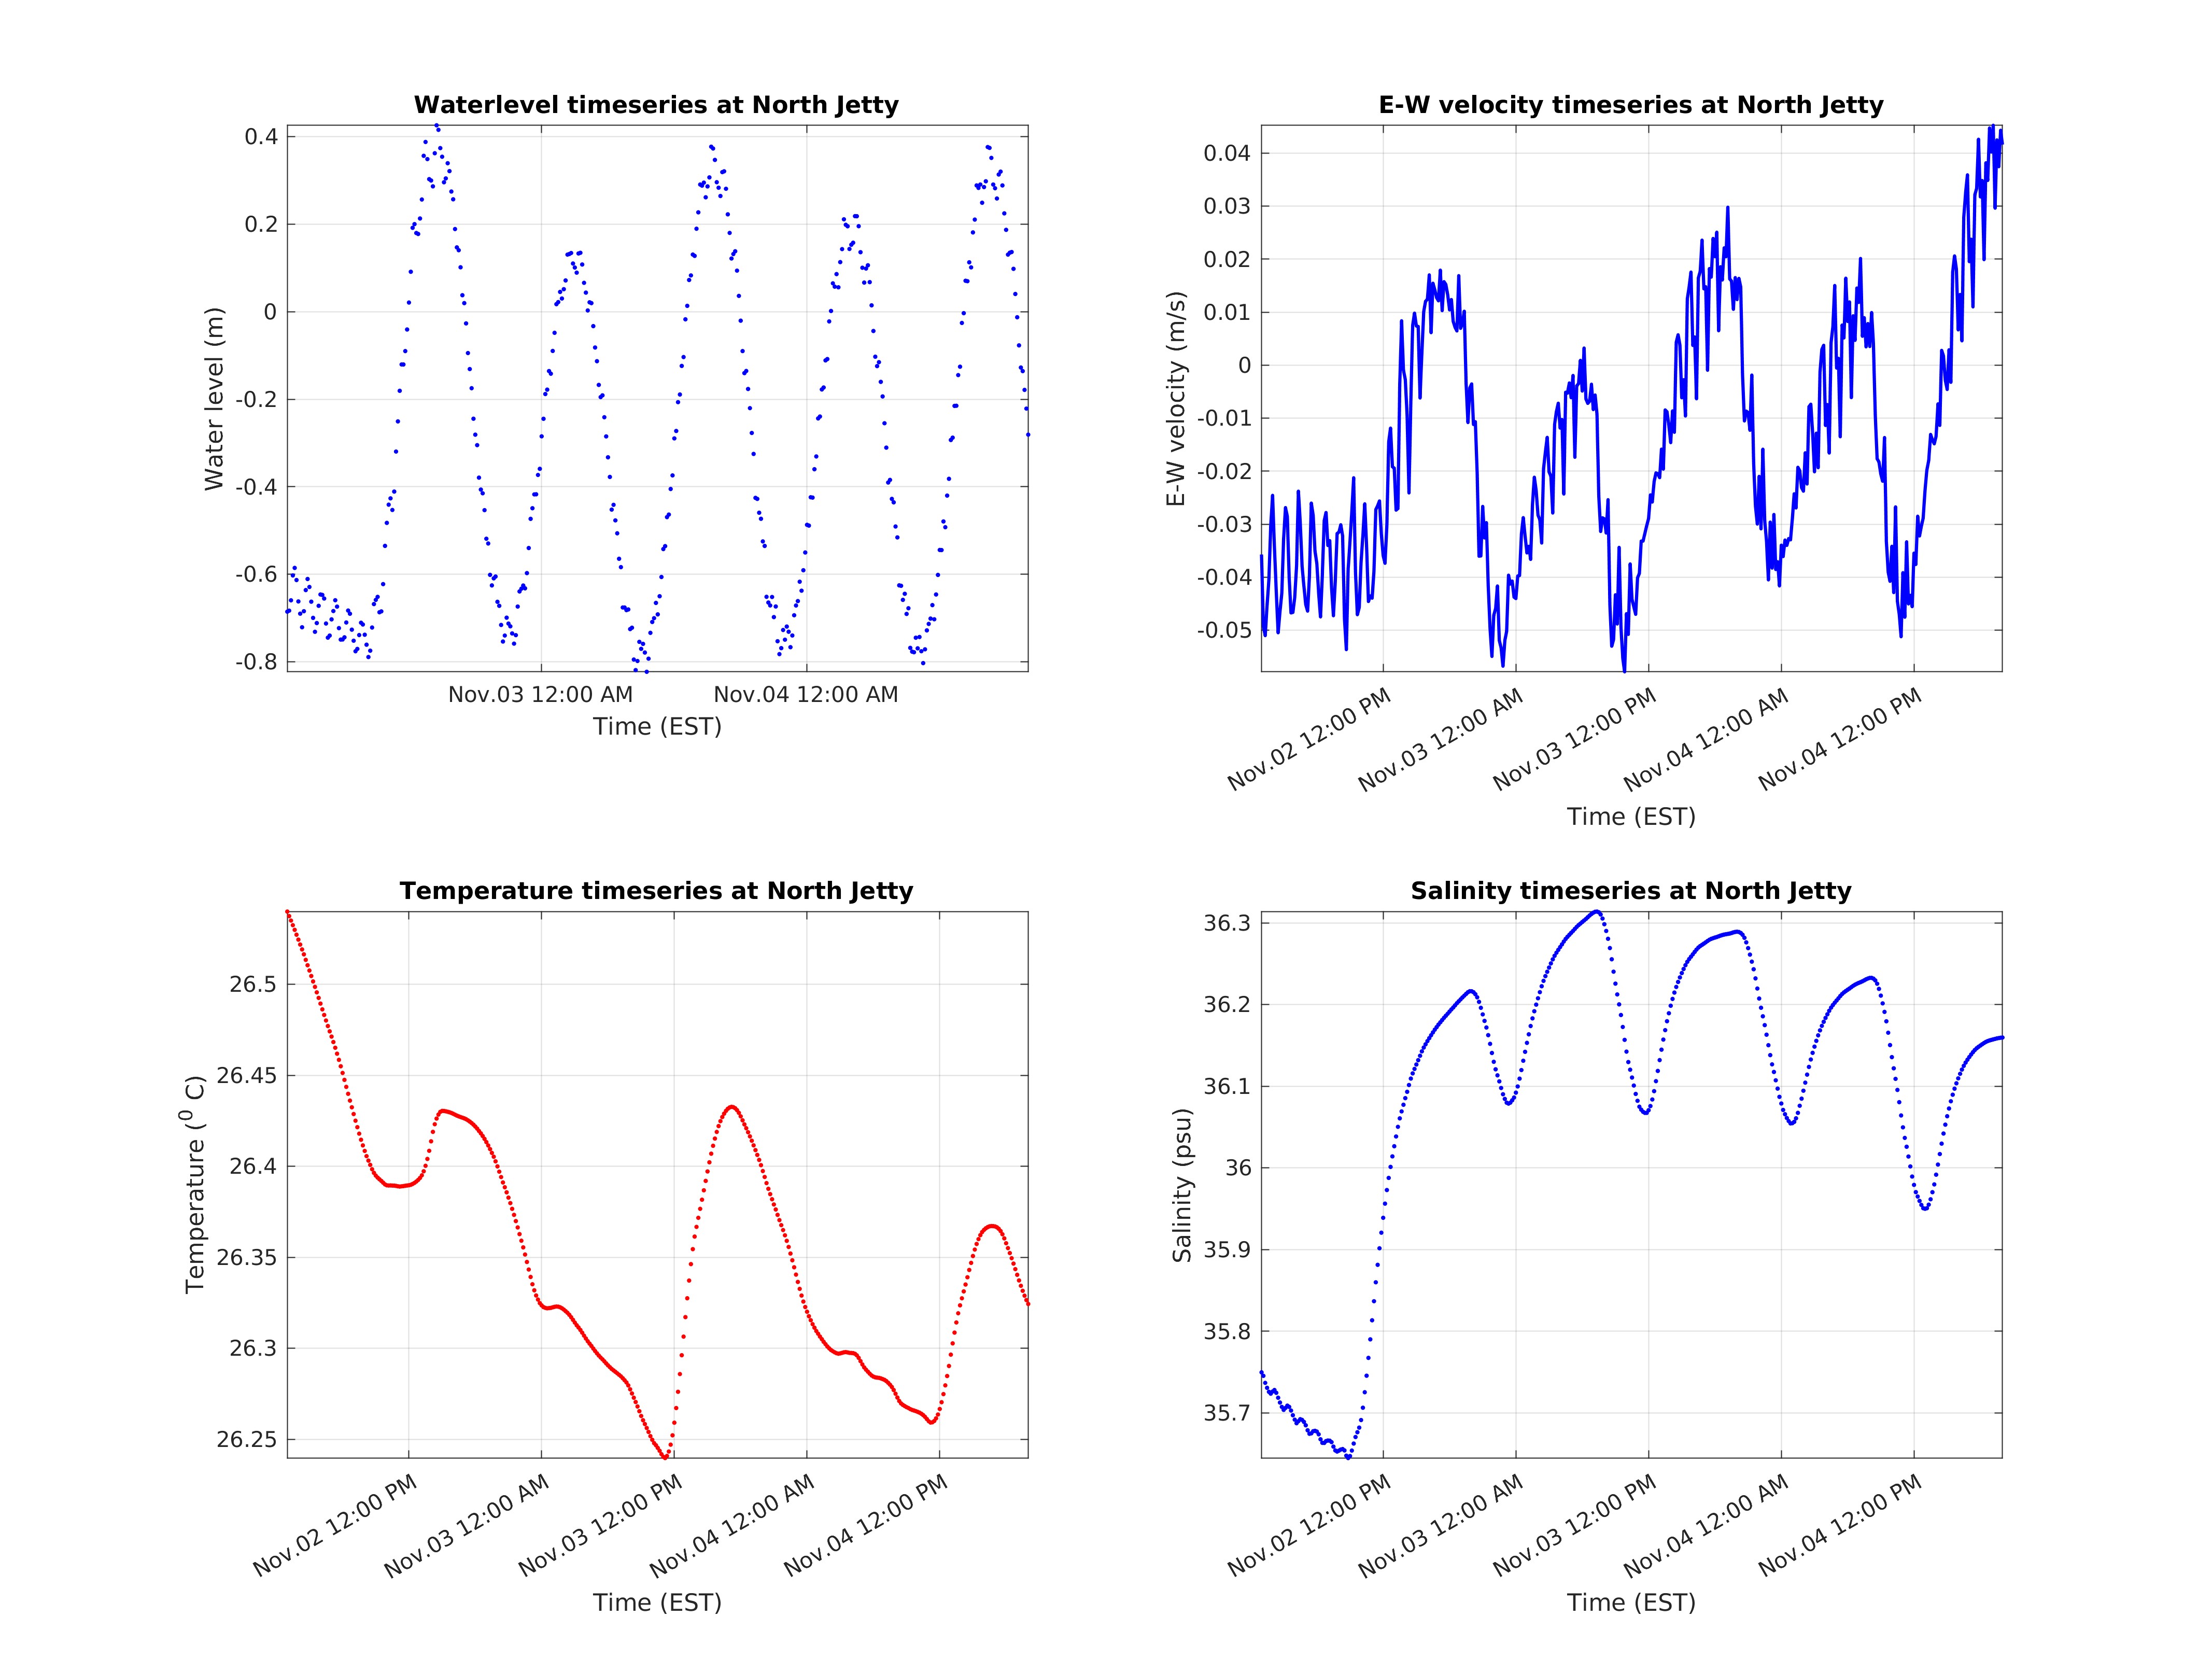 Waterlevel timeseries at North Jetty
0.4
0.2
0
-0.2
-0.4
-0.6
-0.8
Water level (m)
Nov.03 12:00 AM
Nov.04 12:00 AM
Time (EST)
E-W velocity timeseries at North Jetty
0.04
0.03
0.02
0.01
0
-0.01
-0.02
-0.03
-0.04
-0.05
E-W velocity (m/s)
Nov.02 12:00 PM
Nov.03 12:00 AM
Nov.03 12:00 PM
Nov.04 12:00 AM
Nov.04 12:00 PM
Time (EST)
Temperature timeseries at North Jetty
26.5
26.45
26.4
26.35
26.3
26.25
Temperature (⁰ C)
Nov.02 12:00 PM
Nov.03 12:00 AM
Nov.03 12:00 PM
Nov.04 12:00 AM
Nov.04 12:00 PM
Time (EST)
Salinity timeseries at North Jetty
36.3
36.2
36.1
36
35.9
35.8
35.7
Salinity (psu)
Nov.02 12:00 PM
Nov.03 12:00 AM
Nov.03 12:00 PM
Nov.04 12:00 AM
Nov.04 12:00 PM
Time (EST)